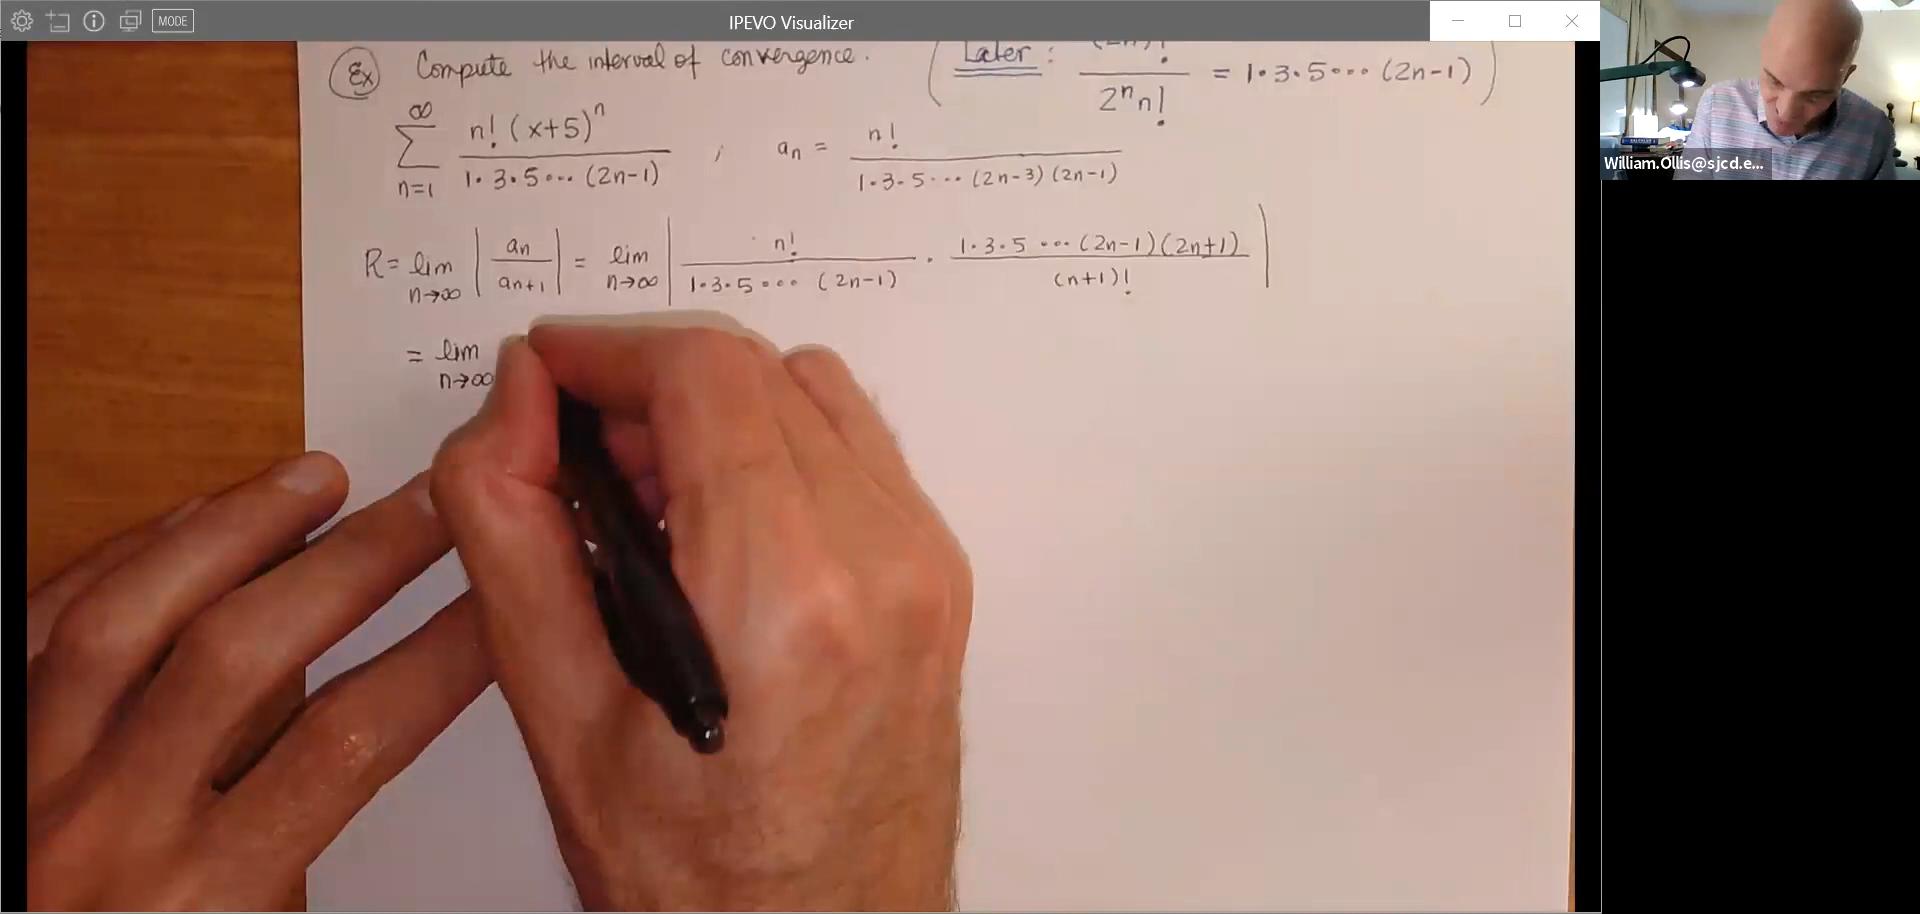 IPEVO Visualizer
MODE
William.Ollis@sjcd.e...
Ex Compute the interval of convergence. ( Later : (2n)! / 2ⁿ n! = 1·3·5··· (2n-1) )
∞ ∑ n=1 n! (x+5)ⁿ / 1·3·5··· (2n-1) ; aₙ = n! / 1·3·5··· (2n-3)(2n-1)
R = lim n→∞ | aₙ / aₙ₊₁ | = lim n→∞ | n! / 1·3·5··· (2n-1) · 1·3·5 ··· (2n-1)(2n+1) / (n+1)! |
= lim n→∞